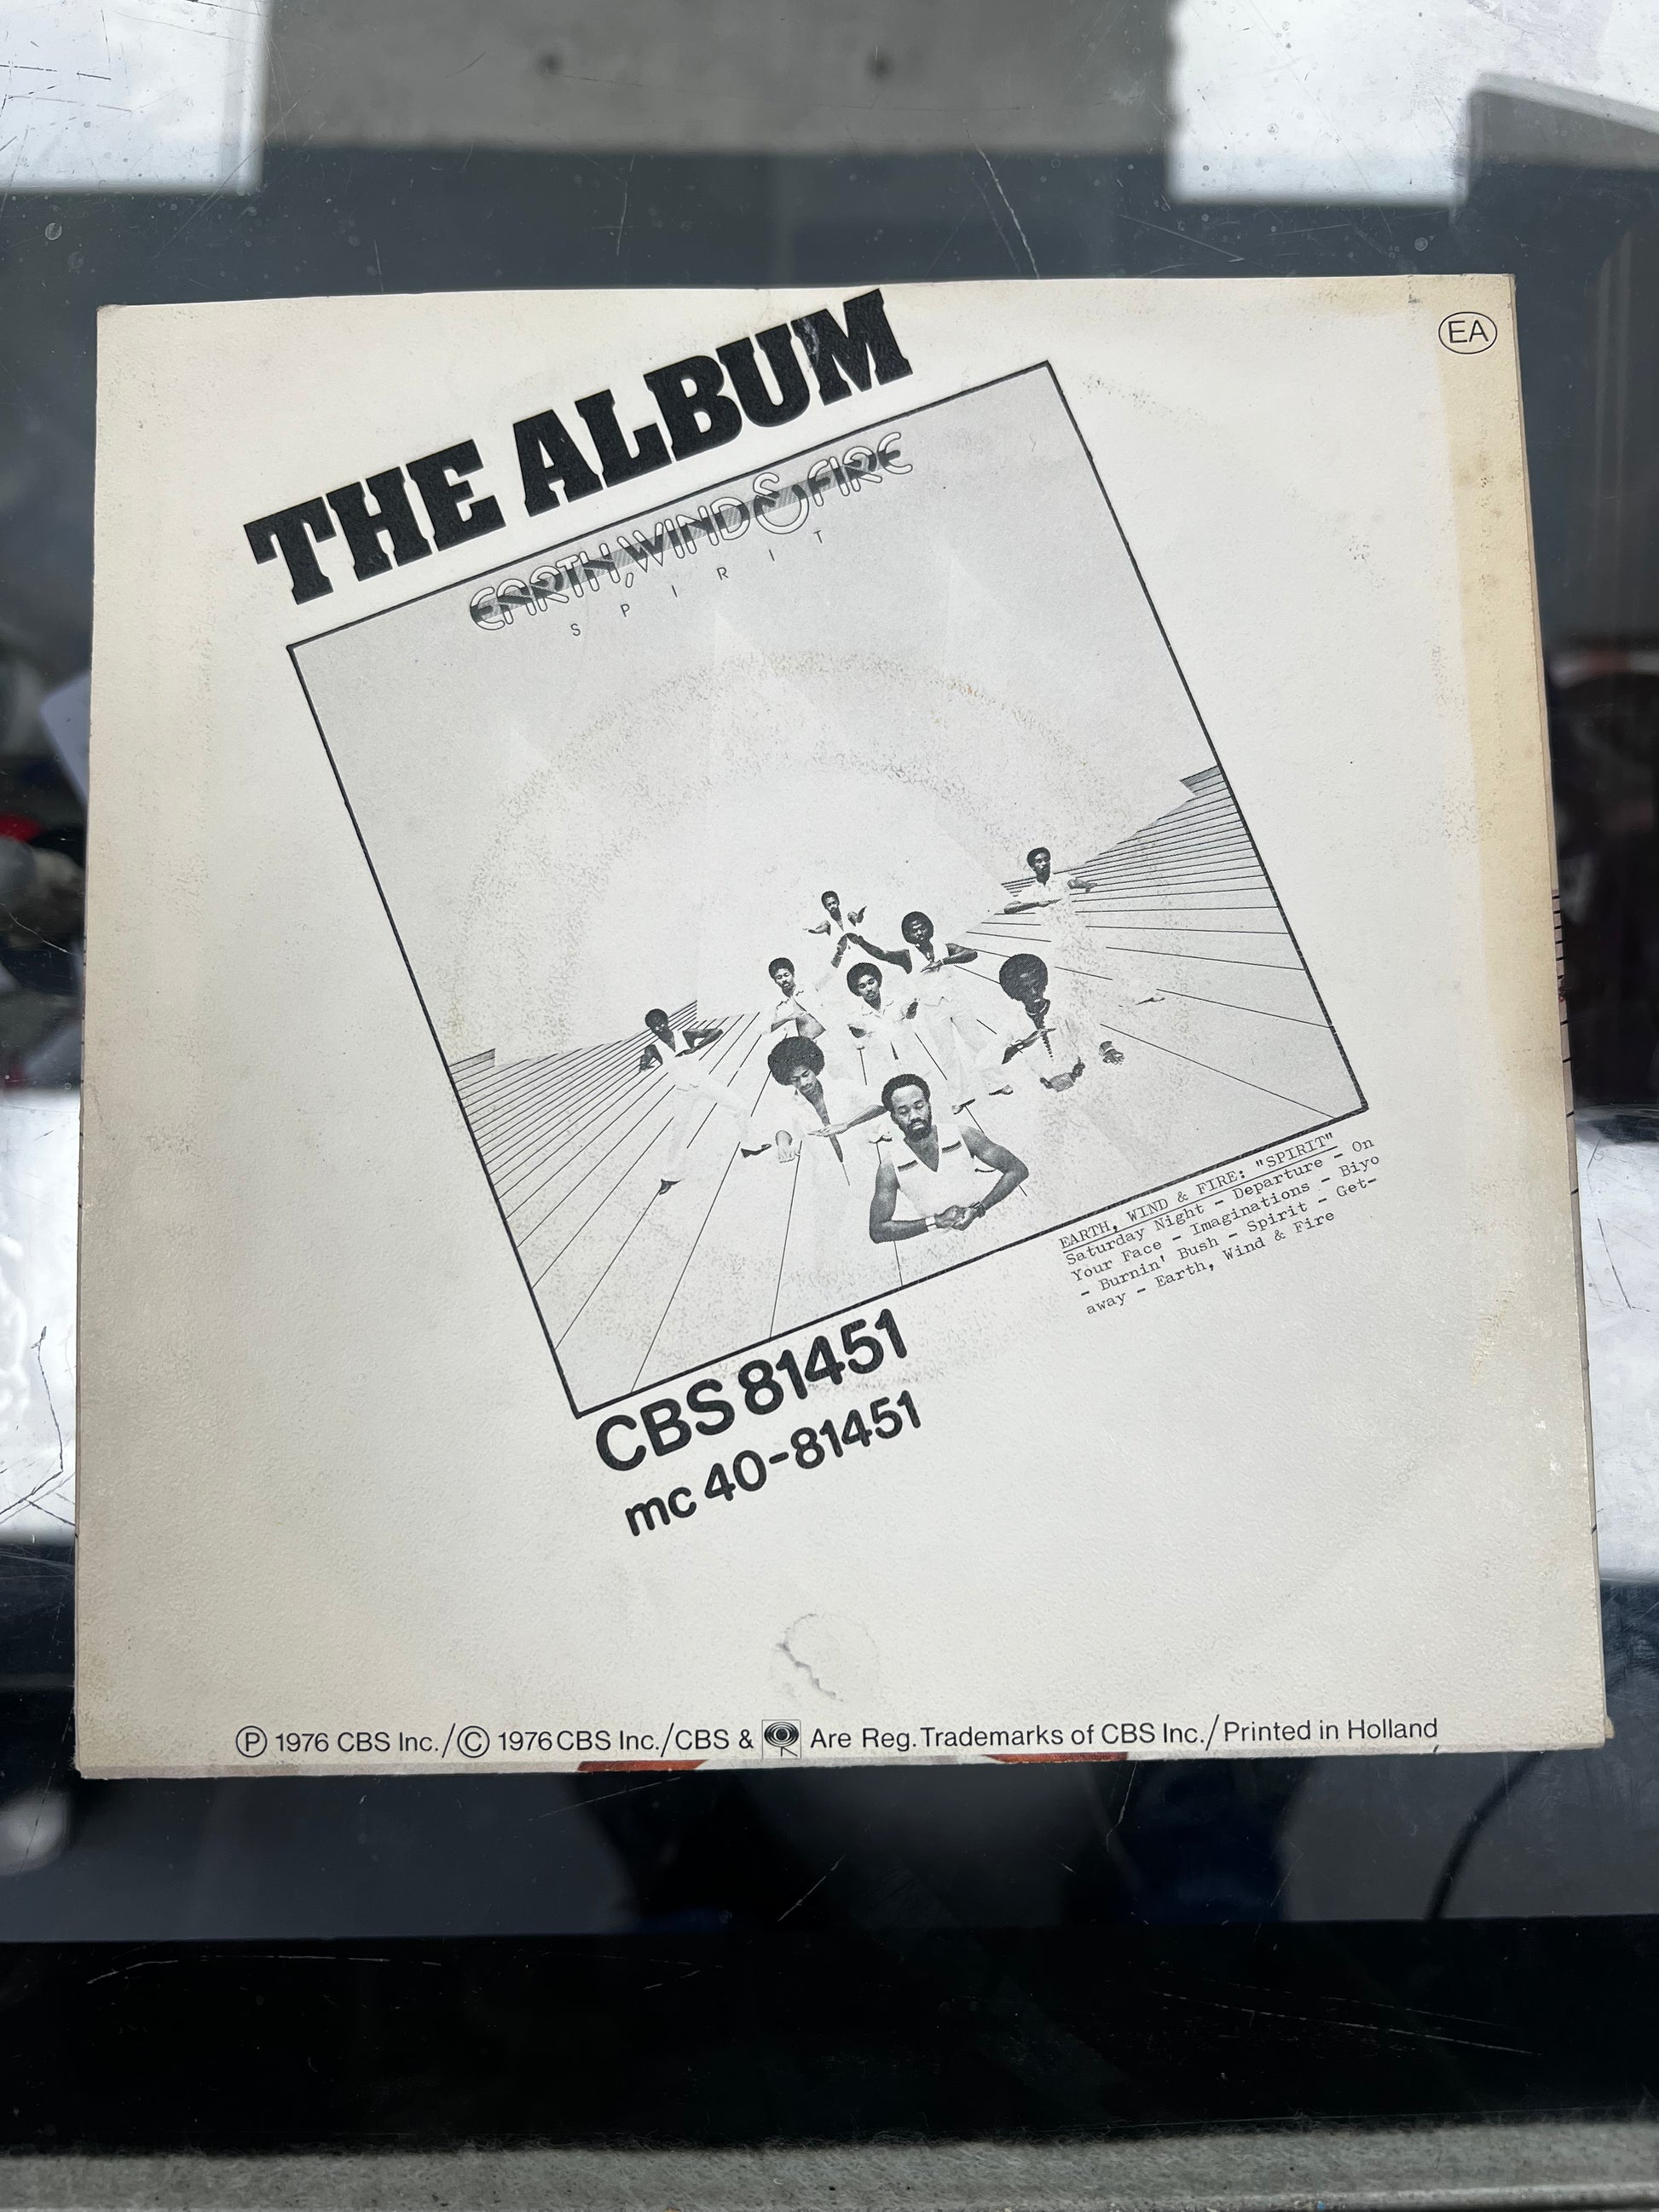 EA
THE ALBUM
EARTH, WIND & FIRE
SPIRIT
EARTH, WIND & FIRE: "SPIRIT"
Saturday Night - Departure - On
Your Face - Imaginations - Biyo
- Burnin' Bush - Spirit - Get-
away - Earth, Wind & Fire
CBS 81451
mc 40-81451
Ⓟ 1976 CBS Inc./© 1976 CBS Inc./CBS & Are Reg. Trademarks of CBS Inc./Printed in Holland